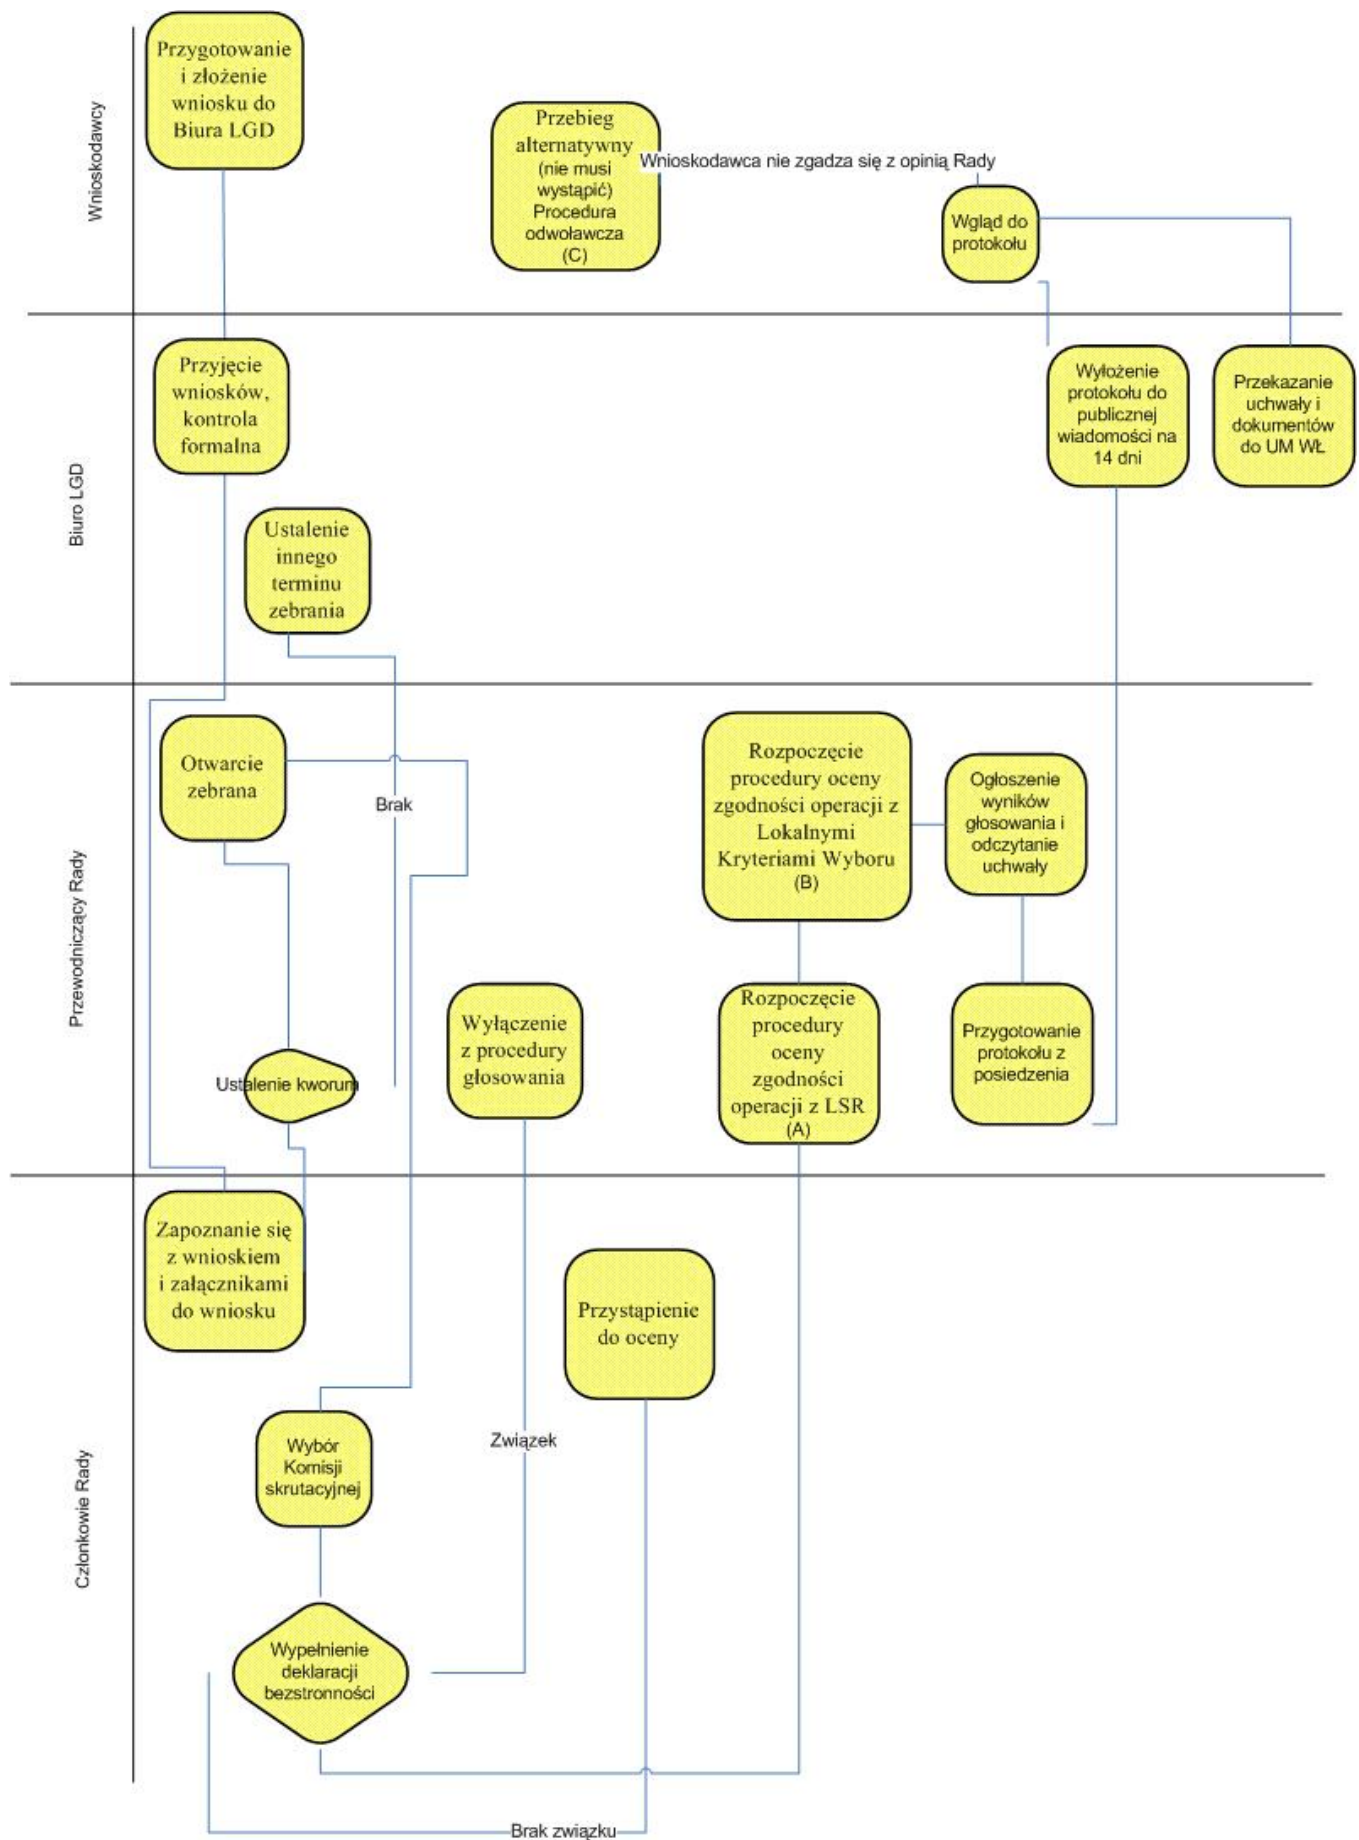 Wnioskodawcy
Przygotowanie
i złożenie
wniosku do
Biura LGD
Przebieg
alternatywny
(nie musi
wystąpić)
Procedura
odwoławcza
(C)
Wnioskodawca nie zgadza się z opinią Rady
Wgląd do
protokołu
Biuro LGD
Przyjęcie
wniosków,
kontrola
formalna
Wyłożenie
protokołu do
publicznej
wiadomości na
14 dni
Przekazanie
uchwały i
dokumentów
do UM WŁ
Ustalenie
innego
terminu
zebrania
Przewodniczący Rady
Otwarcie
zebrana
Brak
Rozpoczęcie
procedury oceny
zgodności operacji z
Lokalnymi
Kryteriami Wyboru
(B)
Ogłoszenie
wyników
głosowania i
odczytanie
uchwały
Ustalenie kworum
Wyłączenie
z procedury
głosowania
Rozpoczęcie
procedury
oceny
zgodności
operacji z LSR
(A)
Przygotowanie
protokołu z
posiedzenia
Członkowie Rady
Zapoznanie się
z wnioskiem
i załącznikami
do wniosku
Przystąpienie
do oceny
Wybór
Komisji
skrutacyjnej
Związek
Wypełnienie
deklaracji
bezstronności
Brak związku